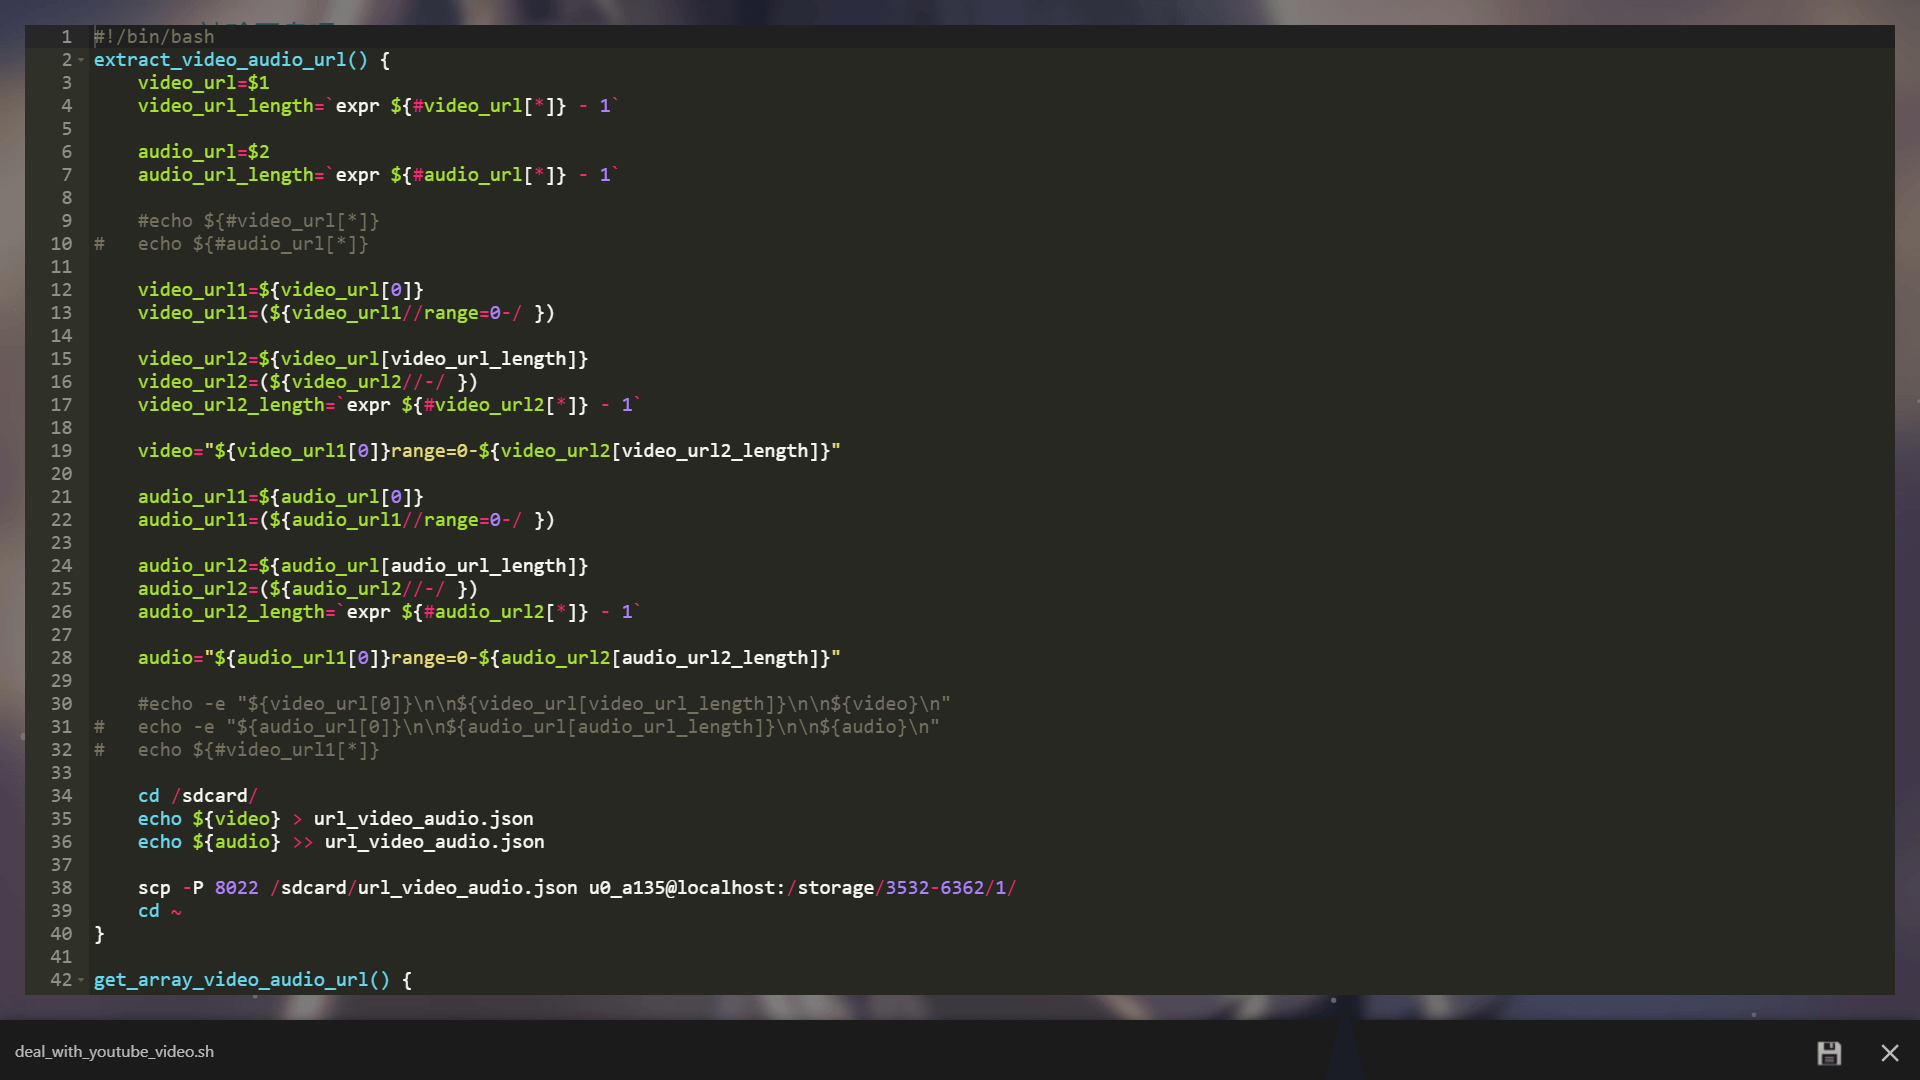 1 #!/bin/bash
2 extract_video_audio_url() {
3     video_url=$1
4     video_url_length=`expr ${#video_url[*]} - 1`
5
6     audio_url=$2
7     audio_url_length=`expr ${#audio_url[*]} - 1`
8
9     #echo ${#video_url[*]}
10 #   echo ${#audio_url[*]}
11
12     video_url1=${video_url[0]}
13     video_url1=(${video_url1//range=0-/ })
14
15     video_url2=${video_url[video_url_length]}
16     video_url2=(${video_url2//-/ })
17     video_url2_length=`expr ${#video_url2[*]} - 1`
18
19     video="${video_url1[0]}range=0-${video_url2[video_url2_length]}"
20
21     audio_url1=${audio_url[0]}
22     audio_url1=(${audio_url1//range=0-/ })
23
24     audio_url2=${audio_url[audio_url_length]}
25     audio_url2=(${audio_url2//-/ })
26     audio_url2_length=`expr ${#audio_url2[*]} - 1`
27
28     audio="${audio_url1[0]}range=0-${audio_url2[audio_url2_length]}"
29
30     #echo -e "${video_url[0]}\n\n${video_url[video_url_length]}\n\n${video}\n"
31 #   echo -e "${audio_url[0]}\n\n${audio_url[audio_url_length]}\n\n${audio}\n"
32 #   echo ${#video_url1[*]}
33
34     cd /sdcard/
35     echo ${video} > url_video_audio.json
36     echo ${audio} >> url_video_audio.json
37
38     scp -P 8022 /sdcard/url_video_audio.json u0_a135@localhost:/storage/3532-6362/1/
39     cd ~
40 }
41
42 get_array_video_audio_url() {
deal_with_youtube_video.sh